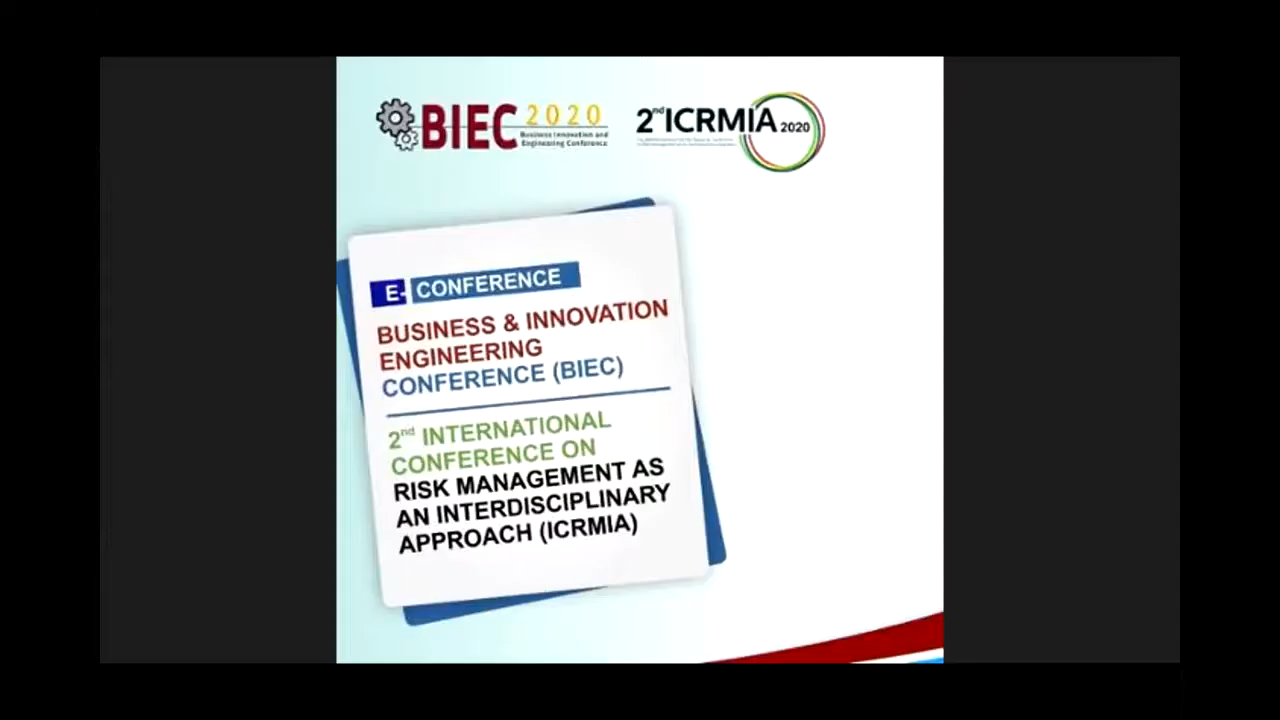 BIEC 2020
Business Innovation and
Engineering Conference
2nd ICRMIA 2020
E- CONFERENCE
BUSINESS & INNOVATION
ENGINEERING
CONFERENCE (BIEC)
2nd INTERNATIONAL
CONFERENCE ON
RISK MANAGEMENT AS
AN INTERDISCIPLINARY
APPROACH (ICRMIA)